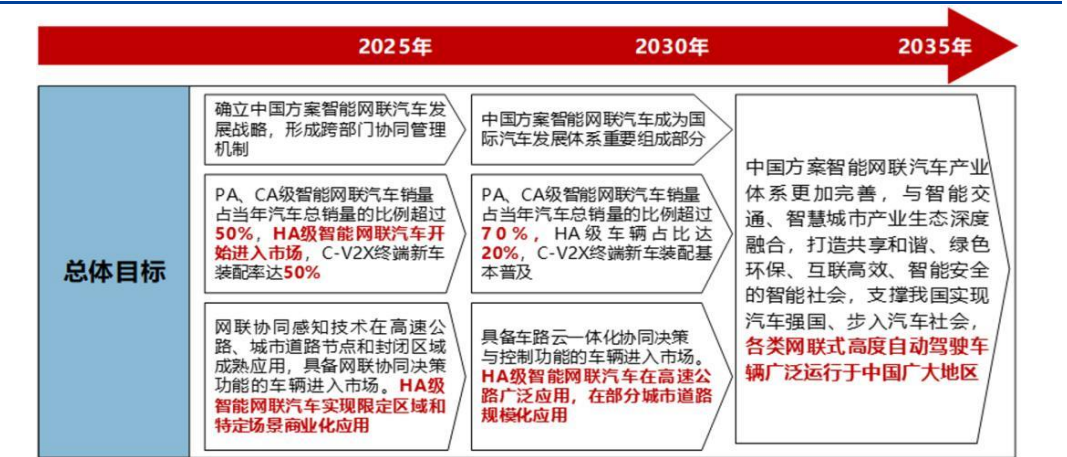 2025年
2030年
2035年
总体目标
确立中国方案智能网联汽车发
展战略，形成跨部门协同管理
机制
PA、CA级智能网联汽车销量
占当年汽车总销量的比例超过
50%，HA级智能网联汽车开
始进入市场，C-V2X终端新车
装配率达50%
网联协同感知技术在高速公
路、城市道路节点和封闭区域
成熟应用，具备网联协同决策
功能的车辆进入市场。HA级
智能网联汽车实现限定区域和
特定场景商业化应用
中国方案智能网联汽车成为国
际汽车发展体系重要组成部分
PA、CA级智能网联汽车销量
占当年汽车总销量的比例超过
70%，HA级车辆占比达
20%，C-V2X终端新车装配基
本普及
具备车路云一体化协同决策
与控制功能的车辆进入市场。
HA级智能网联汽车在高速公
路广泛应用，在部分城市道路
规模化应用
中国方案智能网联汽车产业
体系更加完善，与智能交
通、智慧城市产业生态深度
融合，打造共享和谐、绿色
环保、互联高效、智能安全
的智能社会，支撑我国实现
汽车强国、步入汽车社会，
各类网联式高度自动驾驶车
辆广泛运行于中国广大地区